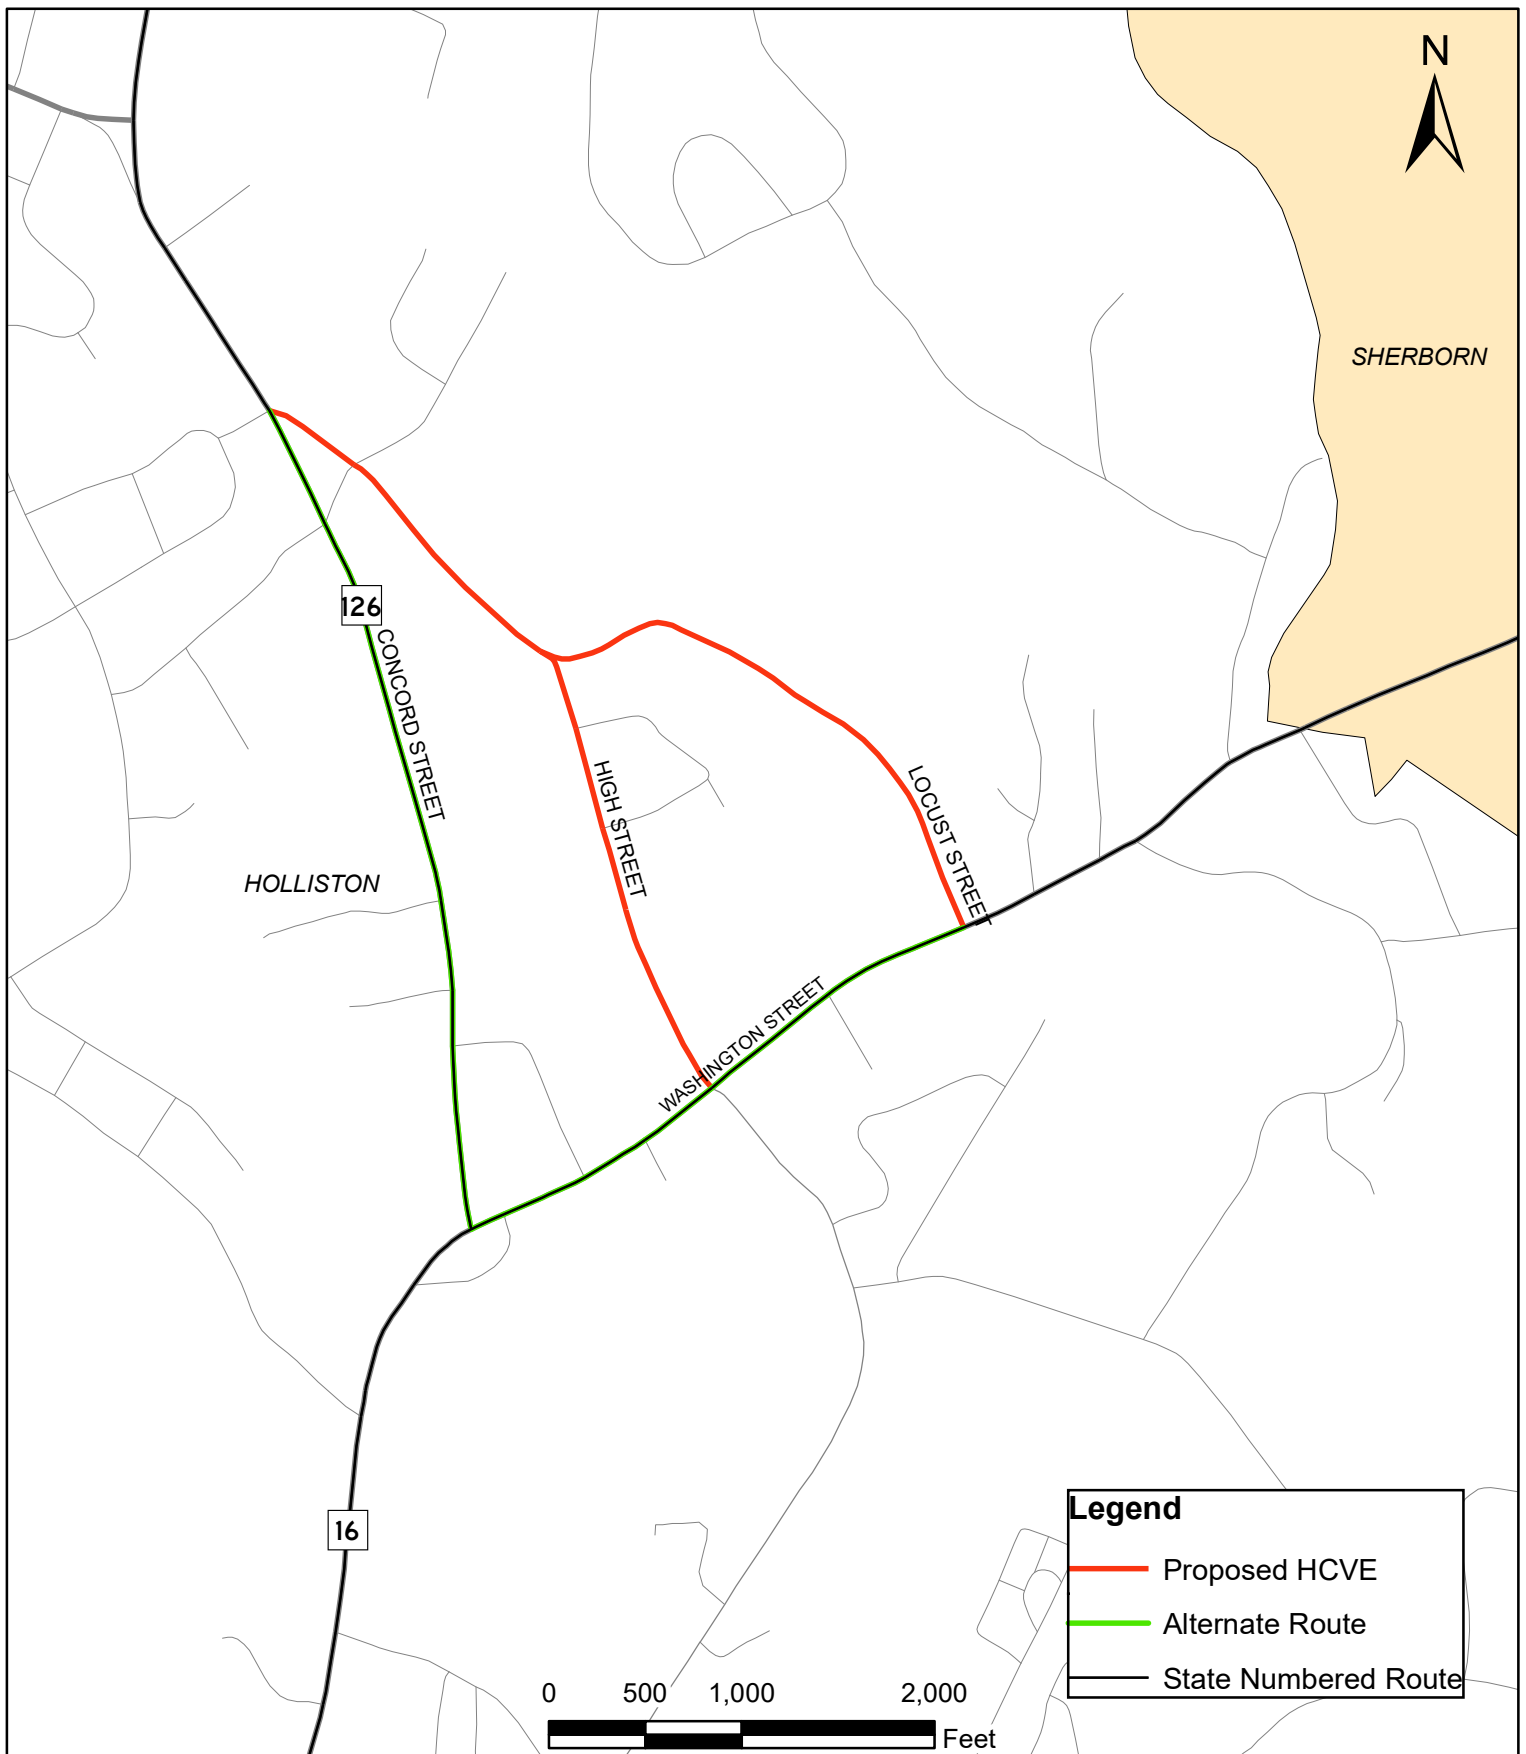 N
SHERBORN
126
CONCORD STREET
HIGH STREET
LOCUST STREET
HOLLISTON
WASHINGTON STREET
16
Legend
Proposed HCVE
Alternate Route
State Numbered Route
0 500 1,000 2,000
Feet